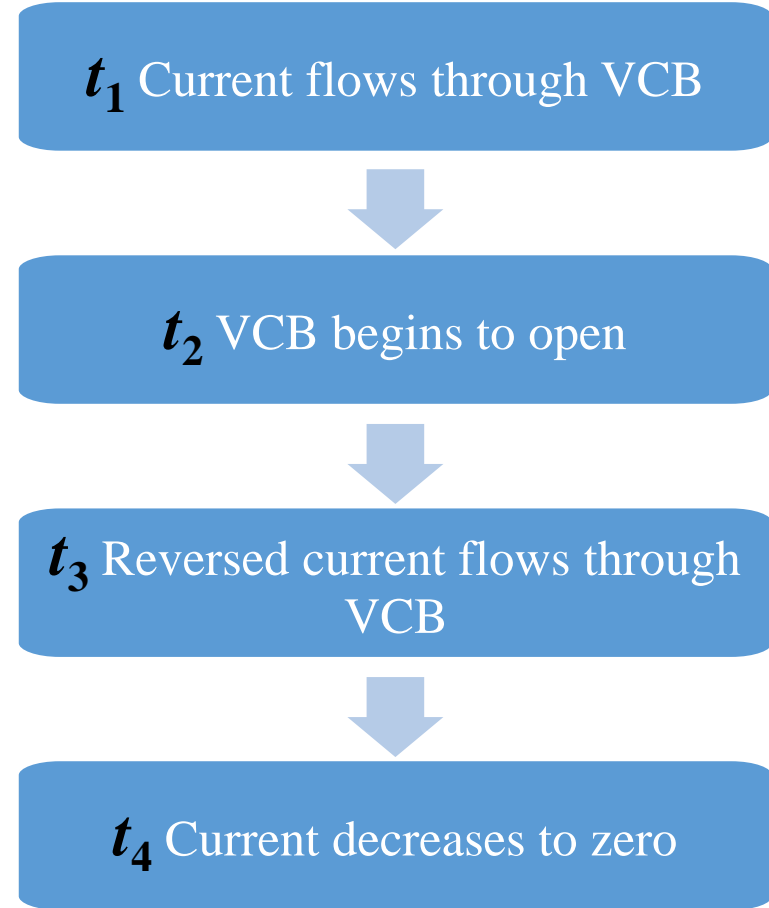 t₁ Current flows through VCB
t₂ VCB begins to open
t₃ Reversed current flows through
VCB
t₄ Current decreases to zero